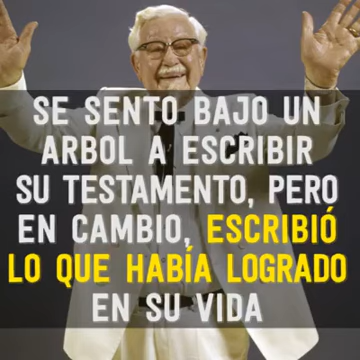 SE SENTO BAJO UN
ARBOL A ESCRIBIR
SU TESTAMENTO, PERO
EN CAMBIO, ESCRIBIÓ
LO QUE HABÍA LOGRADO
EN SU VIDA